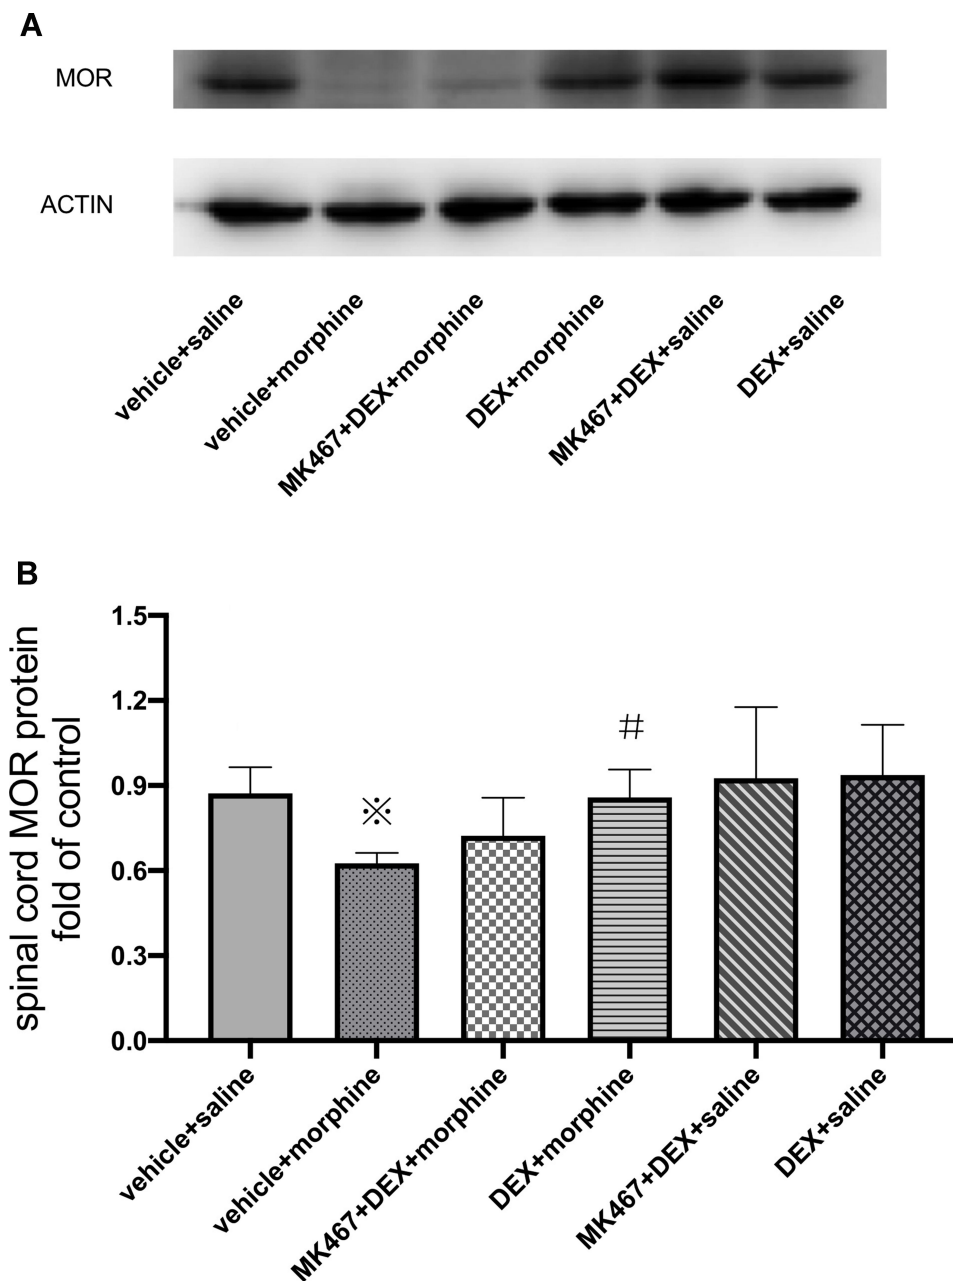 A
MOR
ACTIN
vehicle+saline
vehicle+morphine
MK467+DEX+morphine
DEX+morphine
MK467+DEX+saline
DEX+saline
B
spinal cord MOR protein
fold of control
1.5
1.2
0.9
0.6
0.3
0.0
※
#
vehicle+saline
vehicle+morphine
MK467+DEX+morphine
DEX+morphine
MK467+DEX+saline
DEX+saline